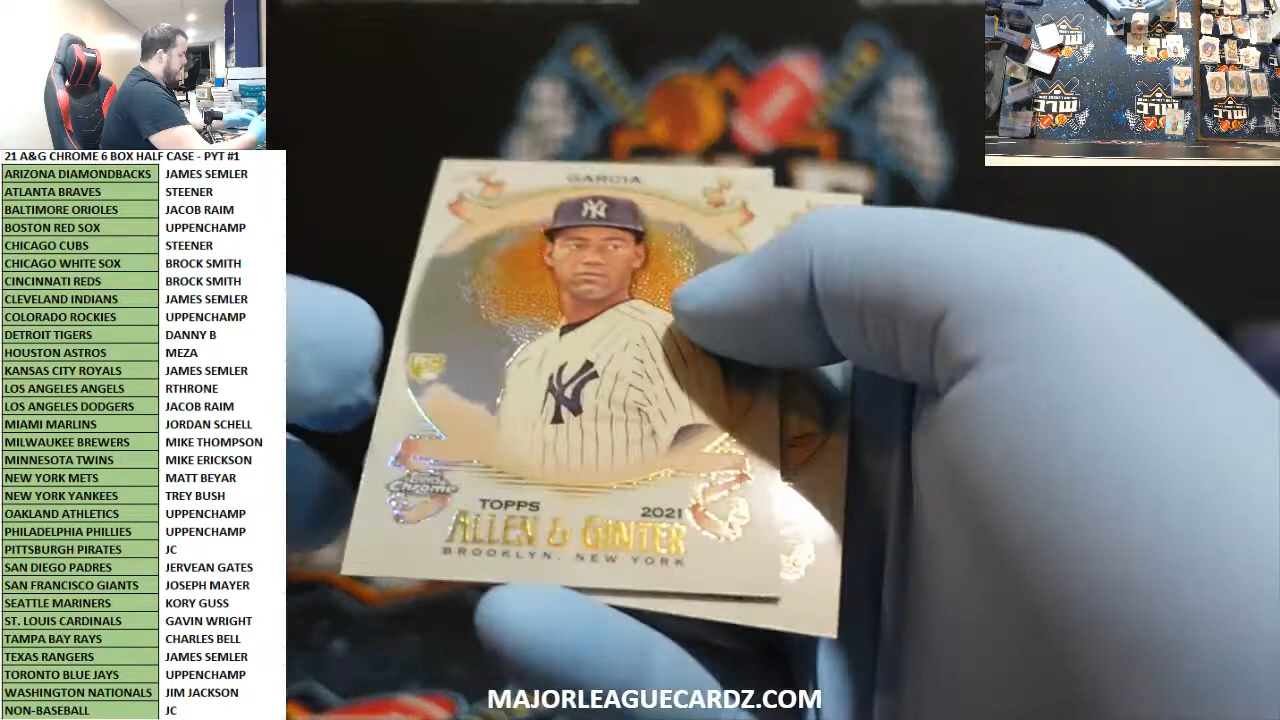 21 A&G CHROME 6 BOX HALF CASE - PYT #1
ARIZONA DIAMONDBACKS JAMES SEMLER
ATLANTA BRAVES STEENER
BALTIMORE ORIOLES JACOB RAIM
BOSTON RED SOX UPPENCHAMP
CHICAGO CUBS STEENER
CHICAGO WHITE SOX BROCK SMITH
CINCINNATI REDS BROCK SMITH
CLEVELAND INDIANS JAMES SEMLER
COLORADO ROCKIES UPPENCHAMP
DETROIT TIGERS DANNY B
HOUSTON ASTROS MEZA
KANSAS CITY ROYALS JAMES SEMLER
LOS ANGELES ANGELS RTHRONE
LOS ANGELES DODGERS JACOB RAIM
MIAMI MARLINS JORDAN SCHELL
MILWAUKEE BREWERS MIKE THOMPSON
MINNESOTA TWINS MIKE ERICKSON
NEW YORK METS MATT BEYAR
NEW YORK YANKEES TREY BUSH
OAKLAND ATHLETICS UPPENCHAMP
PHILADELPHIA PHILLIES UPPENCHAMP
PITTSBURGH PIRATES JC
SAN DIEGO PADRES JERVEAN GATES
SAN FRANCISCO GIANTS JOSEPH MAYER
SEATTLE MARINERS KORY GUSS
ST. LOUIS CARDINALS GAVIN WRIGHT
TAMPA BAY RAYS CHARLES BELL
TEXAS RANGERS JAMES SEMLER
TORONTO BLUE JAYS UPPENCHAMP
WASHINGTON NATIONALS JIM JACKSON
NON-BASEBALL JC
GARCIA
NY
NY
RC
Topps Chrome
TOPPS 2021
ALLEN & GINTER
BROOKLYN, NEW YORK
MAJORLEAGUECARDZ.COM